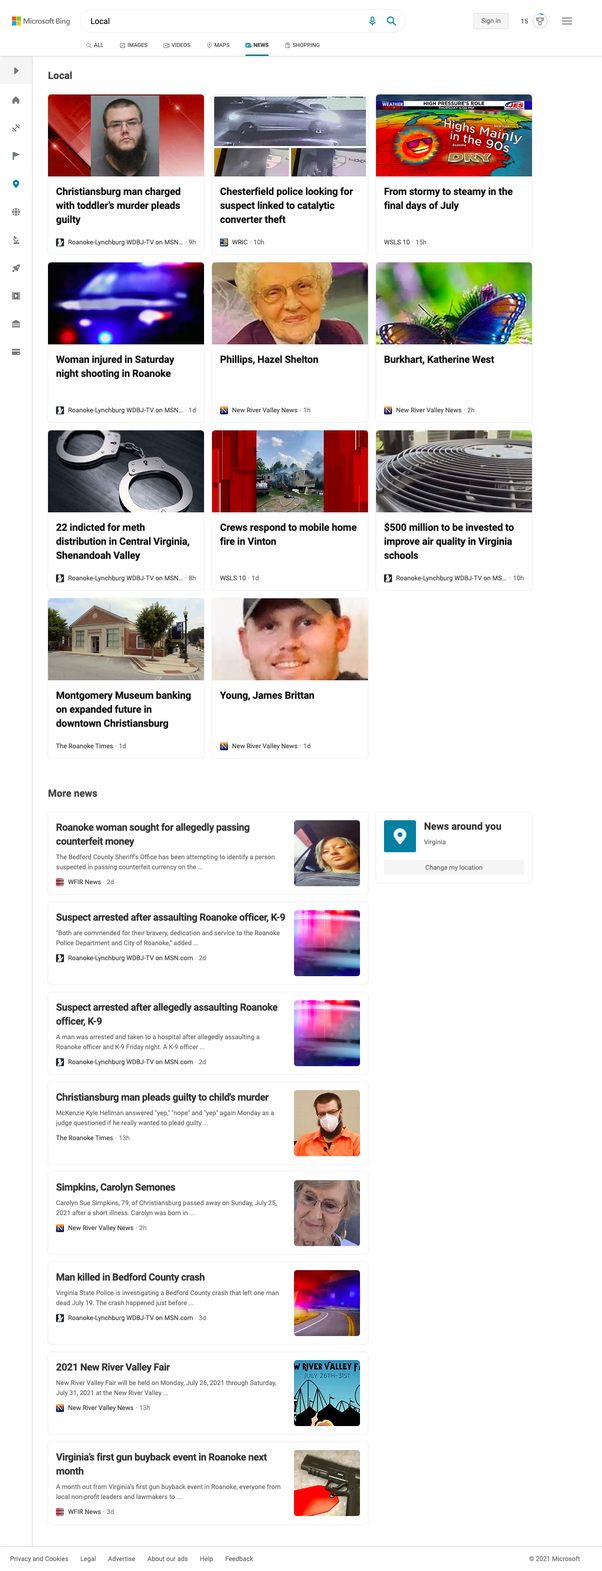 Microsoft Bing
Local
Sign in
15
ALL
IMAGES
VIDEOS
MAPS
NEWS
SHOPPING
Local
HIGH PRESSURE'S ROLE
Highs Mainly
in the 90s
DRY
Christiansburg man charged
with toddler's murder pleads
guilty
Roanoke-Lynchburg WDBJ-TV on MSN... · 9h
Chesterfield police looking for
suspect linked to catalytic
converter theft
WRIC · 10h
From stormy to steamy in the
final days of July
WSLS 10 · 15h
Woman injured in Saturday
night shooting in Roanoke
Roanoke-Lynchburg WDBJ-TV on MSN... · 1d
Phillips, Hazel Shelton
New River Valley News · 1h
Burkhart, Katherine West
New River Valley News · 2h
22 indicted for meth
distribution in Central Virginia,
Shenandoah Valley
Roanoke-Lynchburg WDBJ-TV on MSN... · 8h
Crews respond to mobile home
fire in Vinton
WSLS 10 · 1d
$500 million to be invested to
improve air quality in Virginia
schools
Roanoke-Lynchburg WDBJ-TV on MS... · 10h
Montgomery Museum banking
on expanded future in
downtown Christiansburg
The Roanoke Times · 1d
Young, James Brittan
New River Valley News · 1d
More news
Roanoke woman sought for allegedly passing
counterfeit money
The Bedford County Sheriff's Office has been attempting to identify a person
suspected in passing counterfeit currency on the ...
WFIR News · 2d
News around you
Virginia
Change my location
Suspect arrested after assaulting Roanoke officer, K-9
"Both are commended for their bravery, dedication and service to the Roanoke
Police Department and City of Roanoke," added ...
Roanoke-Lynchburg WDBJ-TV on MSN.com · 2d
Suspect arrested after allegedly assaulting Roanoke
officer, K-9
A man was arrested and taken to a hospital after allegedly assaulting a
Roanoke officer and K-9 Friday night. A K-9 officer ...
Roanoke-Lynchburg WDBJ-TV on MSN.com · 2d
Christiansburg man pleads guilty to child's murder
McKenzie Kyle Hellman answered "yep," "nope" and "yep" again Monday as a
judge questioned if he really wanted to plead guilty ...
The Roanoke Times · 13h
Simpkins, Carolyn Semones
Carolyn Sue Simpkins, 79, of Christiansburg passed away on Sunday, July 25,
2021 after a short illness. Carolyn was born in ...
New River Valley News · 2h
Man killed in Bedford County crash
Virginia State Police is investigating a Bedford County crash that left one man
dead July 19. The crash happened just before ...
Roanoke-Lynchburg WDBJ-TV on MSN.com · 3d
2021 New River Valley Fair
New River Valley Fair will be held on Monday, July 26, 2021 through Saturday,
July 31, 2021 at the New River Valley ...
New River Valley News · 13h
W RIVER VALLEY F
JULY 26TH-31ST
Virginia's first gun buyback event in Roanoke next
month
A month out from Virginia's first gun buyback event in Roanoke, everyone from
local non-profit leaders and lawmakers to ...
WFIR News · 3d
Privacy and Cookies
Legal
Advertise
About our ads
Help
Feedback
© 2021 Microsoft